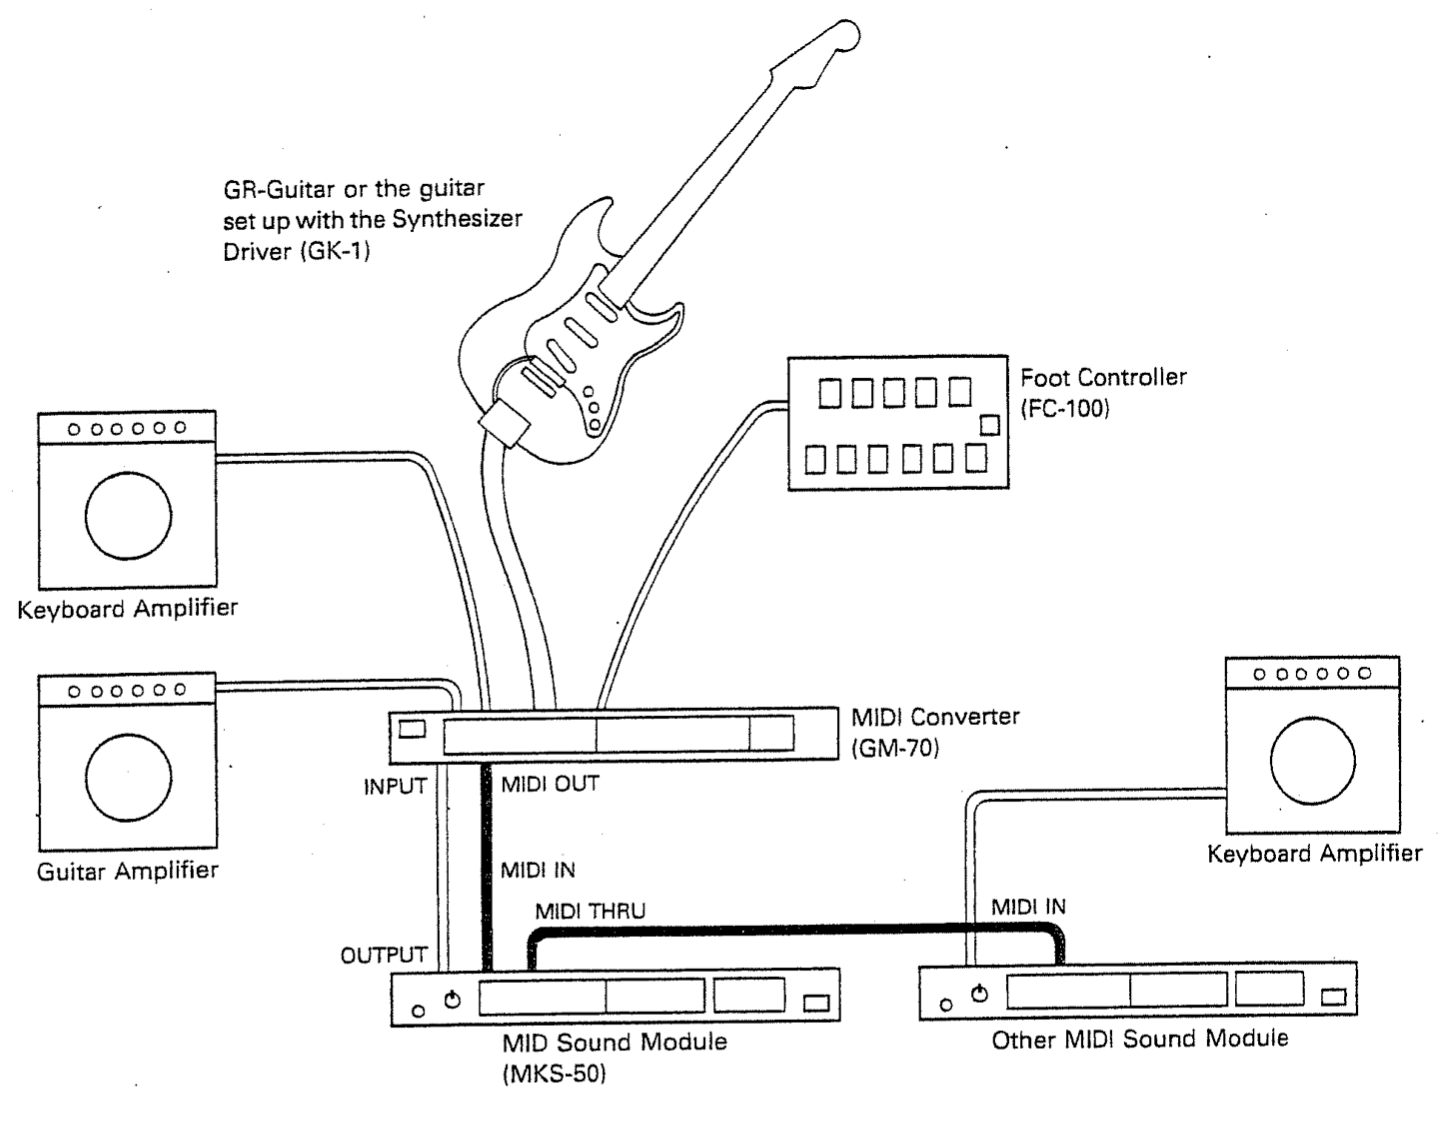 GR-Guitar or the guitar
set up with the Synthesizer
Driver (GK-1)
Foot Controller
(FC-100)
Keyboard Amplifier
MIDI Converter
(GM-70)
INPUT
MIDI OUT
Guitar Amplifier
Keyboard Amplifier
MIDI IN
MIDI THRU
MIDI IN
OUTPUT
MID Sound Module
(MKS-50)
Other MIDI Sound Module